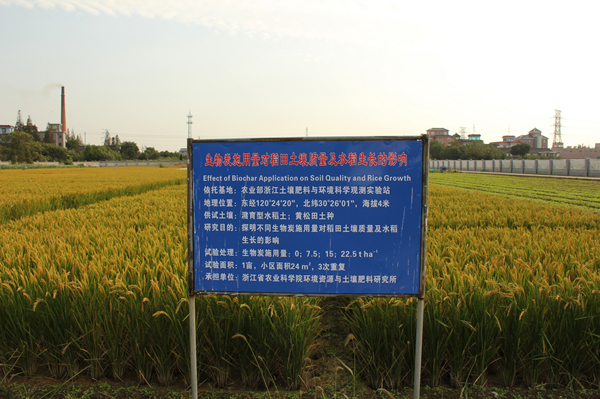 生物炭施用量对稻田土壤质量及水稻生长的影响
Effect of Biochar Application on Soil Quality and Rice Growth
依托基地：农业部浙江土壤肥料与环境科学观测实验站
地理位置：东经120°24'20"，北纬30°26'01"，海拔4米
供试土壤：潴育型水稻土；黄松田土种
研究目的：探明不同生物炭施用量对稻田土壤质量及水稻
生长的影响
试验处理：生物炭施用量：0；7.5；15；22.5 t ha⁻¹
试验面积：1亩，小区面积24 m²，3次重复
承担单位：浙江省农业科学院环境资源与土壤肥料研究所